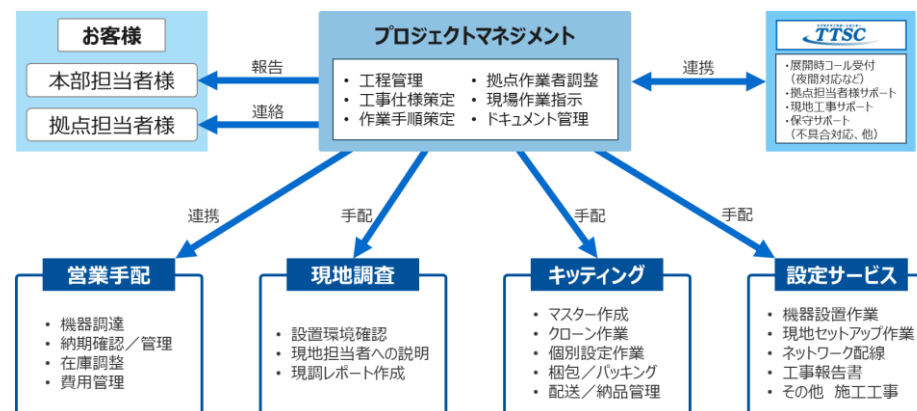 お客様
本部担当者様
拠点担当者様
報告
連絡
プロジェクトマネジメント
• 工程管理
• 工事仕様策定
• 作業手順策定
• 拠点作業者調整
• 現場作業指示
• ドキュメント管理
連携
TTSC
・展開時コール受付
（夜間対応など）
・拠点担当者様サポート
・現地工事サポート
・保守サポート
（不具合対応、他）
連携
手配
手配
手配
営業手配
• 機器調達
• 納期確認／管理
• 在庫調整
• 費用管理
現地調査
• 設置環境確認
• 現地担当者への説明
• 現調レポート作成
キッティング
• マスター作成
• クローン作業
• 個別設定作業
• 梱包／パッキング
• 配送／納品管理
設定サービス
• 機器設置作業
• 現地セットアップ作業
• ネットワーク配線
• 工事報告書
• その他 施工工事